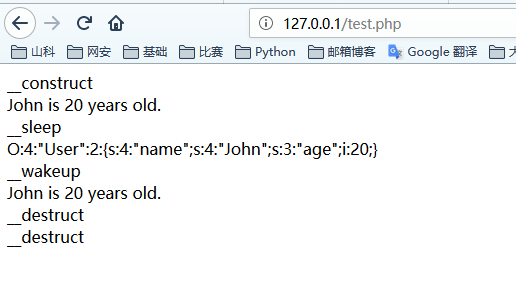 127.0.0.1/test.php
山科 网安 基础 比赛 Python 邮箱博客 Google 翻译
__construct
John is 20 years old.
__sleep
O:4:"User":2:{s:4:"name";s:4:"John";s:3:"age";i:20;}
__wakeup
John is 20 years old.
__destruct
__destruct